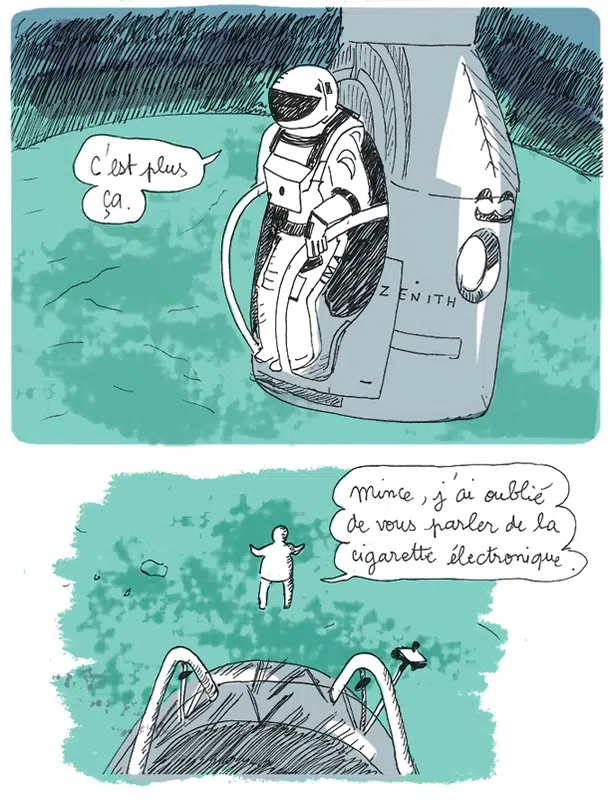 C'est plus
ça.
ZENITH
Mince, j'ai oublié
de vous parler de la
cigarette électronique.